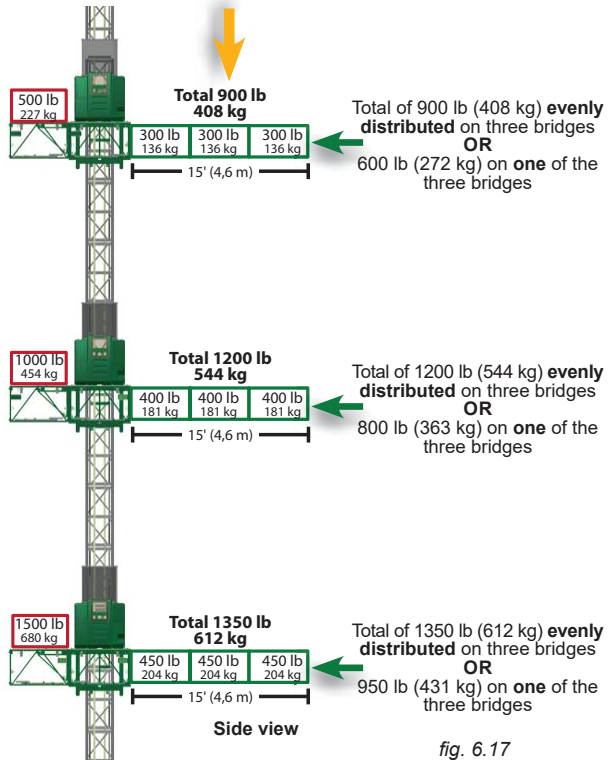 500 lb
227 kg
Total 900 lb
408 kg
300 lb 300 lb 300 lb
136 kg 136 kg 136 kg
15' (4,6 m)
Total of 900 lb (408 kg) evenly
distributed on three bridges
OR
600 lb (272 kg) on one of the
three bridges
1000 lb
454 kg
Total 1200 lb
544 kg
400 lb 400 lb 400 lb
181 kg 181 kg 181 kg
15' (4,6 m)
Total of 1200 lb (544 kg) evenly
distributed on three bridges
OR
800 lb (363 kg) on one of the
three bridges
1500 lb
680 kg
Total 1350 lb
612 kg
450 lb 450 lb 450 lb
204 kg 204 kg 204 kg
15' (4,6 m)
Total of 1350 lb (612 kg) evenly
distributed on three bridges
OR
950 lb (431 kg) on one of the
three bridges
Side view
fig. 6.17